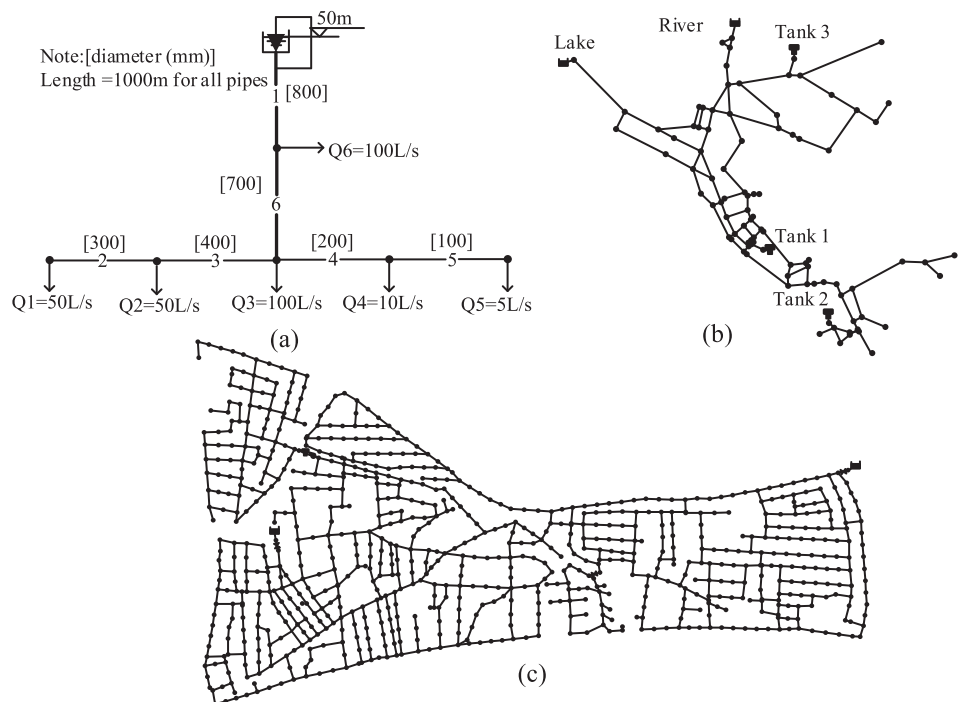 50m
Note:[diameter (mm)]
Length =1000m for all pipes
1 [800]
Q6=100L/s
[700]
6
[300] [400] [200] [100]
2 3 4 5
Q1=50L/s Q2=50L/s Q3=100L/s Q4=10L/s Q5=5L/s
(a)
Lake
River
Tank 3
Tank 1
Tank 2
(b)
(c)